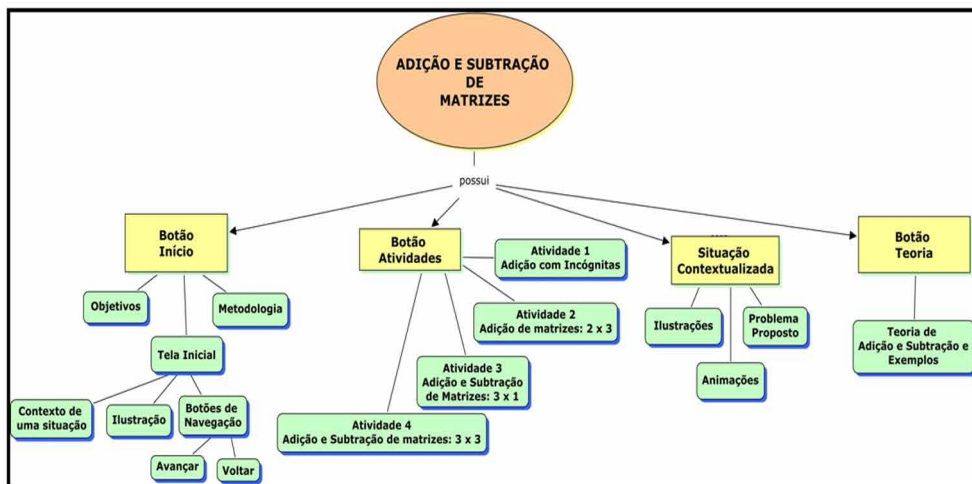 ADIÇÃO E SUBTRAÇÃO
DE
MATRIZES
possui
Botão
Início
Objetivos
Metodologia
Tela Inicial
Contexto de
uma situação
Ilustração
Botões de
Navegação
Avançar
Voltar
Botão
Atividades
Atividade 1
Adição com Incógnitas
Atividade 2
Adição de matrizes: 2 x 3
Atividade 3
Adição e Subtração
de Matrizes: 3 x 1
Atividade 4
Adição e Subtração de matrizes: 3 x 3
Situação
Contextualizada
Ilustrações
Problema
Proposto
Animações
Botão
Teoria
Teoria de
Adição e Subtração e
Exemplos